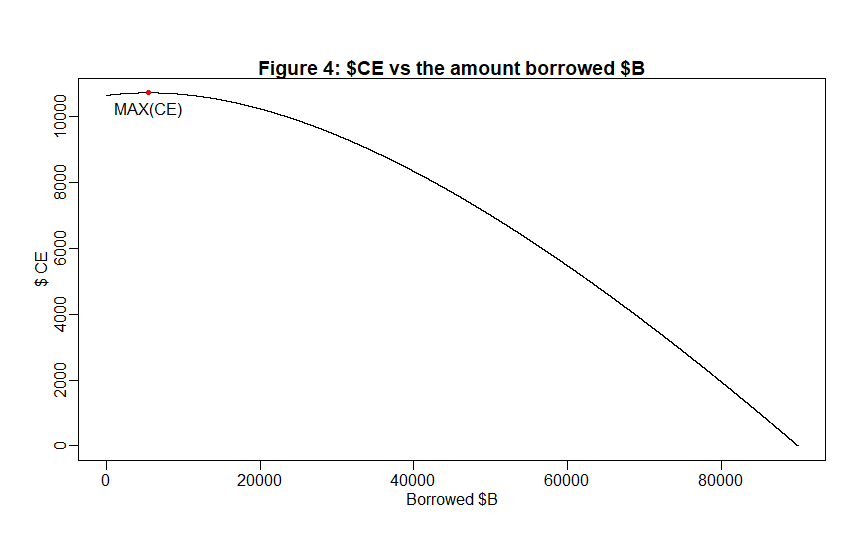 Figure 4: $CE vs the amount borrowed $B
MAX(CE)
10000
8000
6000
4000
2000
0
$ CE
0 20000 40000 60000 80000
Borrowed $B